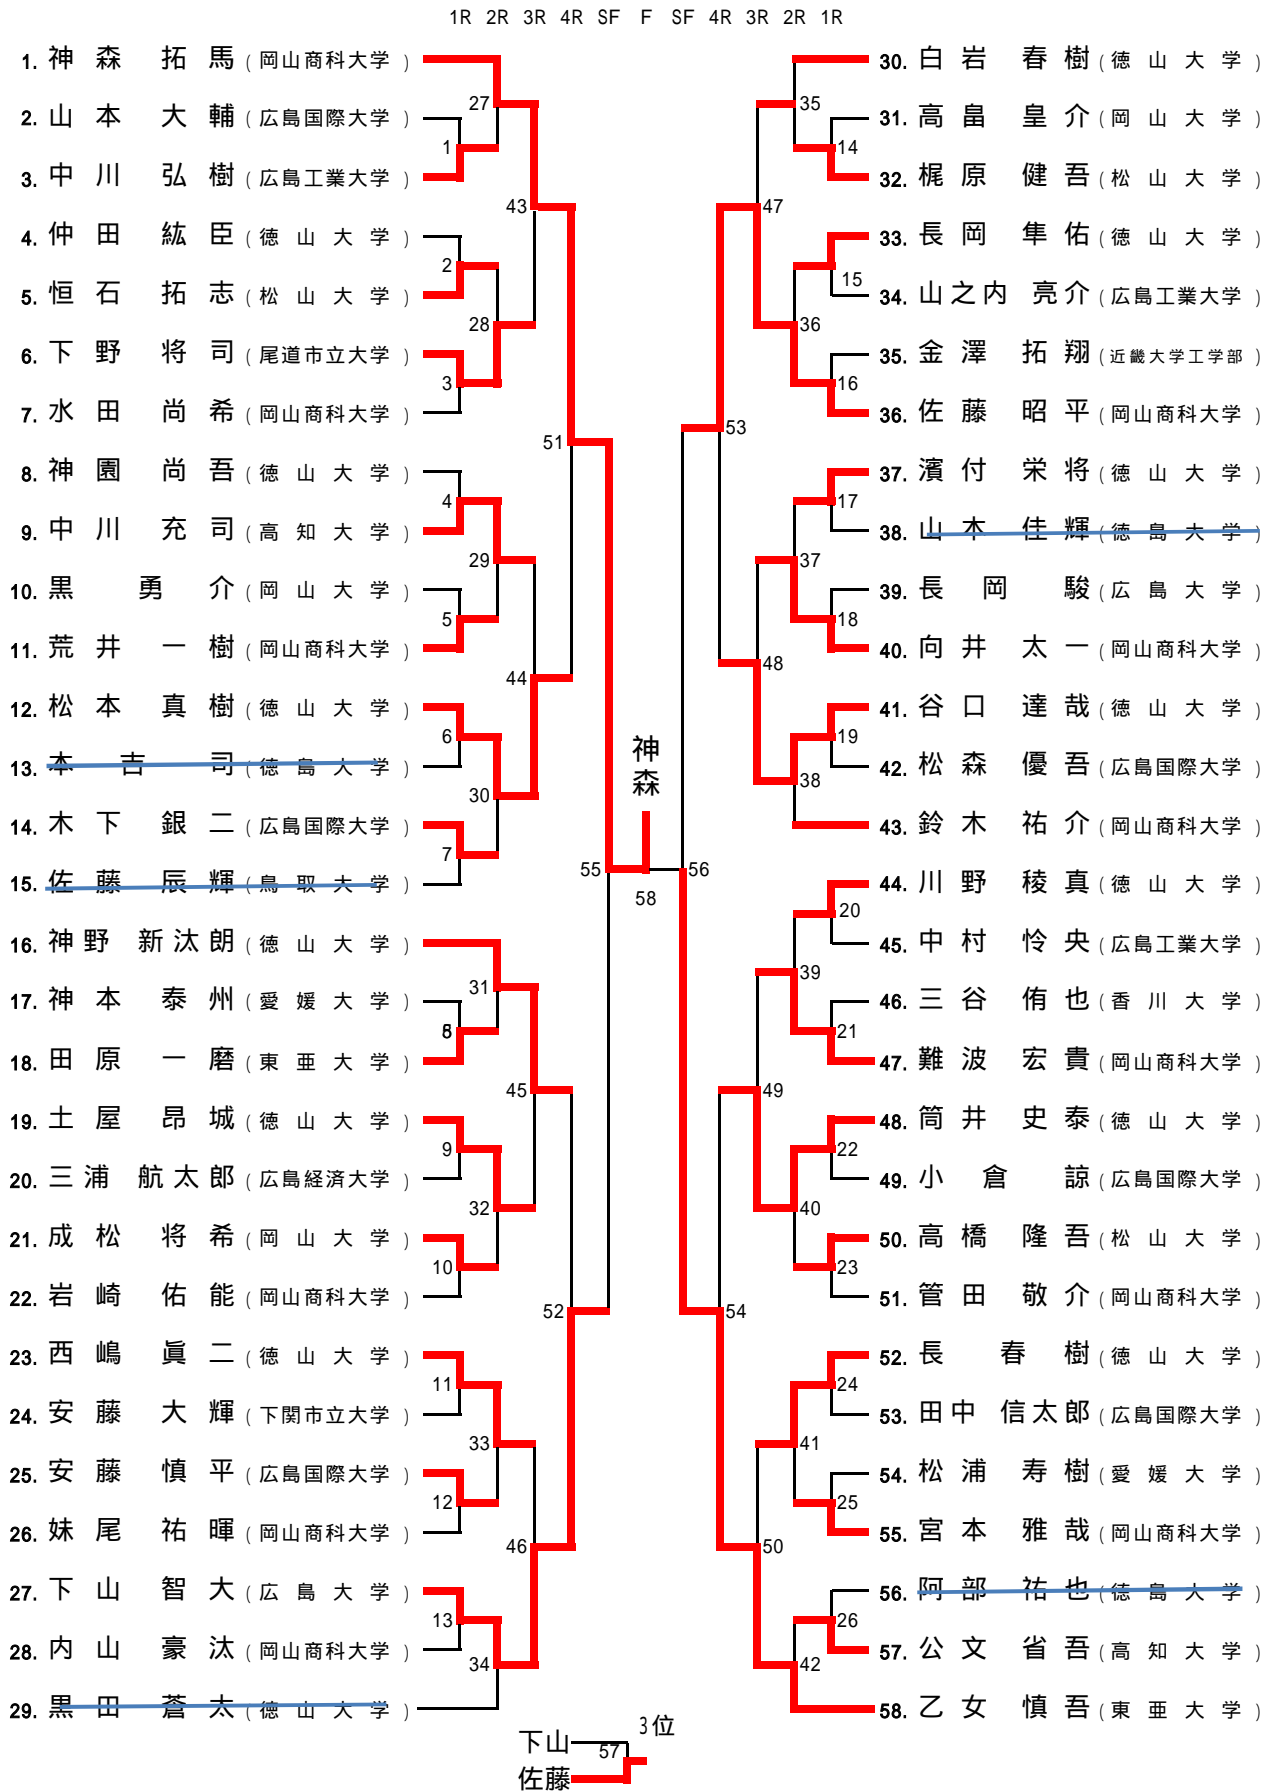 1R 2R 3R 4R SF F SF 4R 3R 2R 1R
1. 神森 拓馬 (岡山商科大学)
2. 山本 大輔 (広島国際大学)
3. 中川 弘樹 (広島工業大学)
4. 仲田 紘臣 (徳山大学)
5. 恒石 拓志 (松山大学)
6. 下野 将司 (尾道市立大学)
7. 水田 尚希 (岡山商科大学)
8. 神園 尚吾 (徳山大学)
9. 中川 充司 (高知大学)
10. 黒 勇介 (岡山大学)
11. 荒井 一樹 (岡山商科大学)
12. 松本 真樹 (徳山大学)
13. 本吉 司 (徳島大学)
14. 木下 銀二 (広島国際大学)
15. 佐藤 辰輝 (鳥取大学)
16. 神野 新汰朗 (徳山大学)
17. 神本 泰州 (愛媛大学)
18. 田原 一磨 (東亜大学)
19. 土屋 昂城 (徳山大学)
20. 三浦 航太郎 (広島経済大学)
21. 成松 将希 (岡山大学)
22. 岩崎 佑能 (岡山商科大学)
23. 西嶋 眞二 (徳山大学)
24. 安藤 大輝 (下関市立大学)
25. 安藤 慎平 (広島国際大学)
26. 妹尾 祐暉 (岡山商科大学)
27. 下山 智大 (広島大学)
28. 内山 豪汰 (岡山商科大学)
29. 黒田 蒼太 (徳山大学)
27
1
43
2
28
3
51
4
29
5
44
6
30
7
55
31
45
9
32
10
52
11
33
12
46
13
34
神森
58
35
14
47
15
36
16
53
17
37
18
48
19
38
56
20
39
21
49
22
40
23
54
24
41
25
50
26
42
30. 白岩 春樹 (徳山大学)
31. 高畠 皇介 (岡山大学)
32. 梶原 健吾 (松山大学)
33. 長岡 隼佑 (徳山大学)
34. 山之内 亮介 (広島工業大学)
35. 金澤 拓翔 (近畿大学工学部)
36. 佐藤 昭平 (岡山商科大学)
37. 濱付 栄将 (徳山大学)
38. 山本 佳輝 (徳島大学)
39. 長岡 駿 (広島大学)
40. 向井 太一 (岡山商科大学)
41. 谷口 達哉 (徳山大学)
42. 松森 優吾 (広島国際大学)
43. 鈴木 祐介 (岡山商科大学)
44. 川野 稜真 (徳山大学)
45. 中村 怜央 (広島工業大学)
46. 三谷 侑也 (香川大学)
47. 難波 宏貴 (岡山商科大学)
48. 筒井 史泰 (徳山大学)
49. 小倉 諒 (広島国際大学)
50. 高橋 隆吾 (松山大学)
51. 管田 敬介 (岡山商科大学)
52. 長 春樹 (徳山大学)
53. 田中 信太郎 (広島国際大学)
54. 松浦 寿樹 (愛媛大学)
55. 宮本 雅哉 (岡山商科大学)
56. 阿部 祐也 (徳島大学)
57. 公文 省吾 (高知大学)
58. 乙女 慎吾 (東亜大学)
3位
下山
57
佐藤